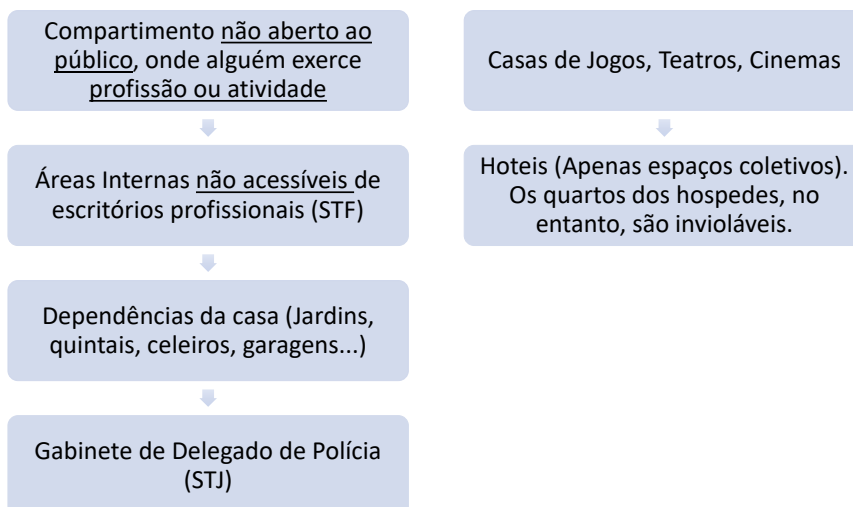 Compartimento não aberto ao
público, onde alguém exerce
profissão ou atividade
Áreas Internas não acessíveis de
escritórios profissionais (STF)
Dependências da casa (Jardins,
quintais, celeiros, garagens...)
Gabinete de Delegado de Polícia
(STJ)
Casas de Jogos, Teatros, Cinemas
Hoteis (Apenas espaços coletivos).
Os quartos dos hospedes, no
entanto, são invioláveis.